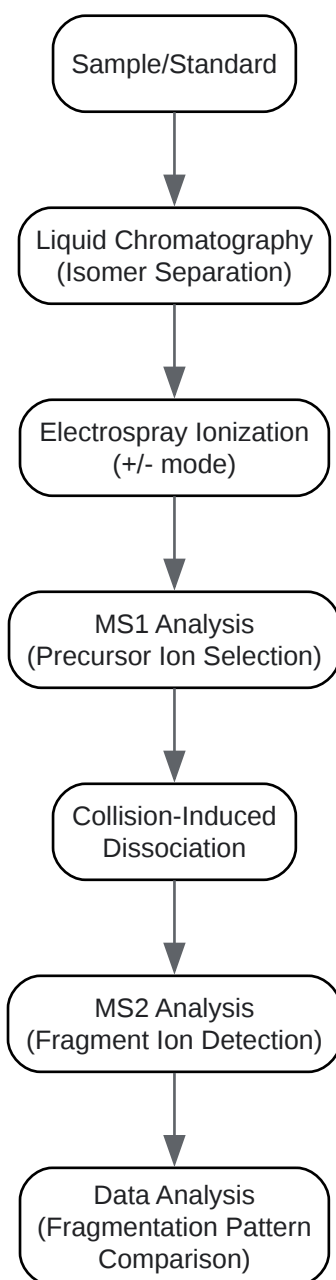 Sample/Standard
Liquid Chromatography
(Isomer Separation)
Electrospray Ionization
(+/- mode)
MS1 Analysis
(Precursor Ion Selection)
Collision-Induced
Dissociation
MS2 Analysis
(Fragment Ion Detection)
Data Analysis
(Fragmentation Pattern
Comparison)